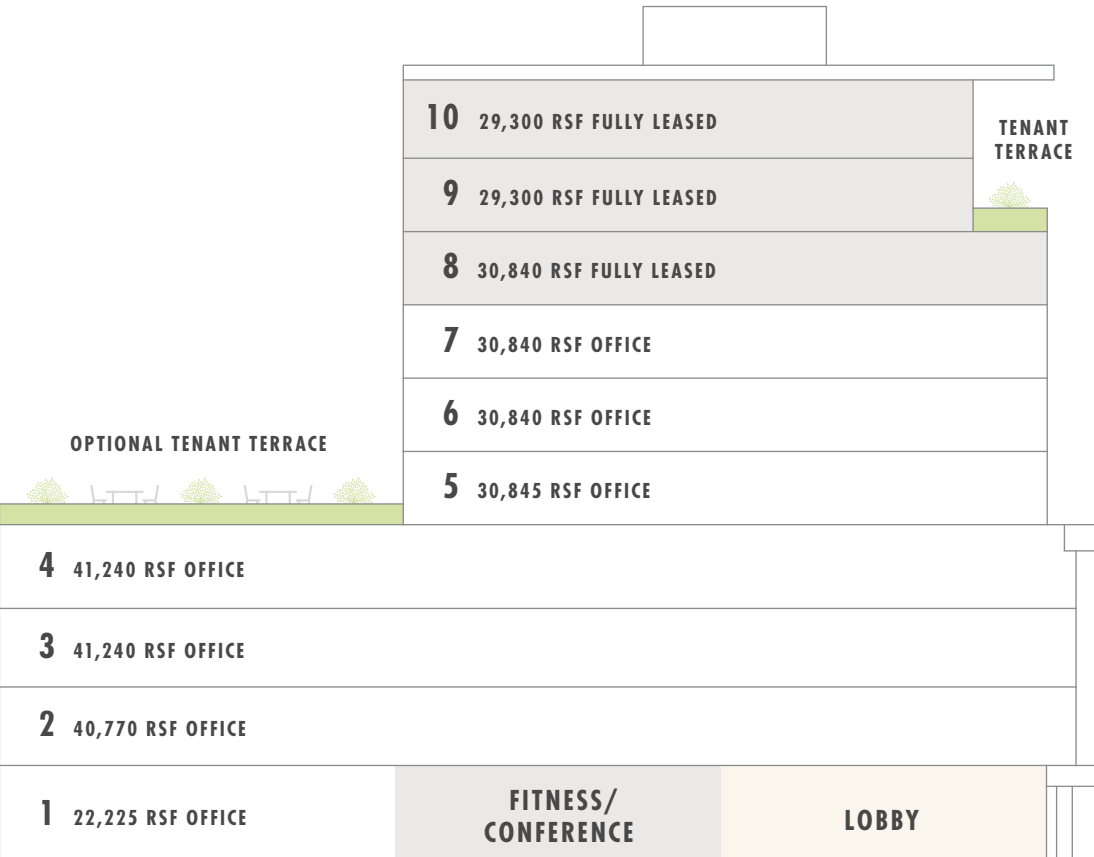 10 29,300 RSF FULLY LEASED
TENANT
TERRACE
9 29,300 RSF FULLY LEASED
8 30,840 RSF FULLY LEASED
7 30,840 RSF OFFICE
6 30,840 RSF OFFICE
OPTIONAL TENANT TERRACE
5 30,845 RSF OFFICE
4 41,240 RSF OFFICE
3 41,240 RSF OFFICE
2 40,770 RSF OFFICE
1 22,225 RSF OFFICE
FITNESS/
CONFERENCE
LOBBY